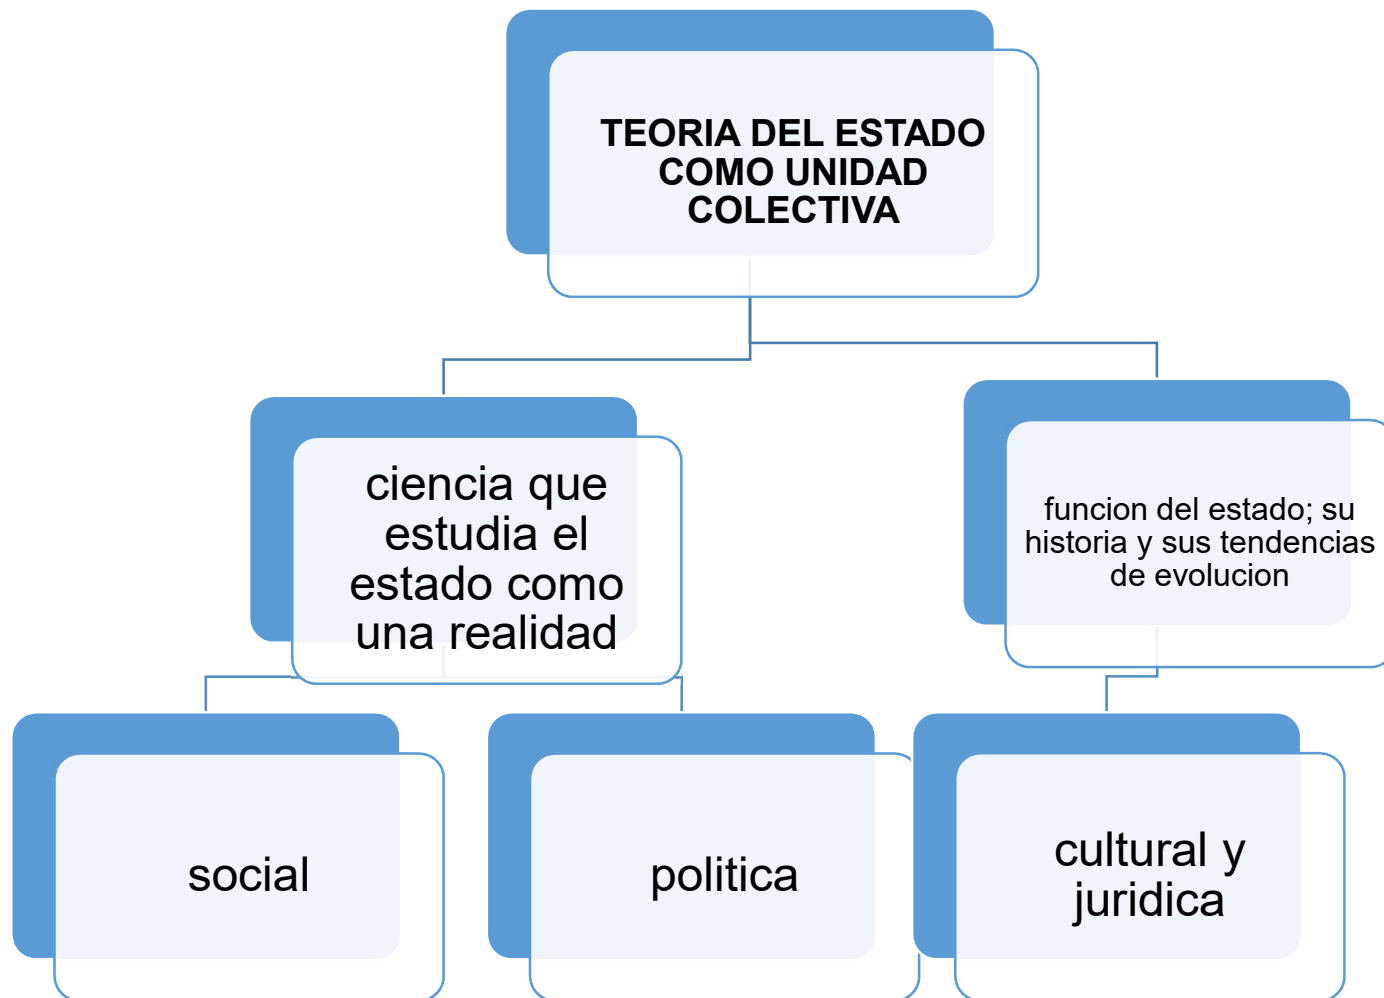 TEORIA DEL ESTADO
COMO UNIDAD
COLECTIVA
ciencia que
estudia el
estado como
una realidad
funcion del estado; su
historia y sus tendencias
de evolucion
social
politica
cultural y
juridica